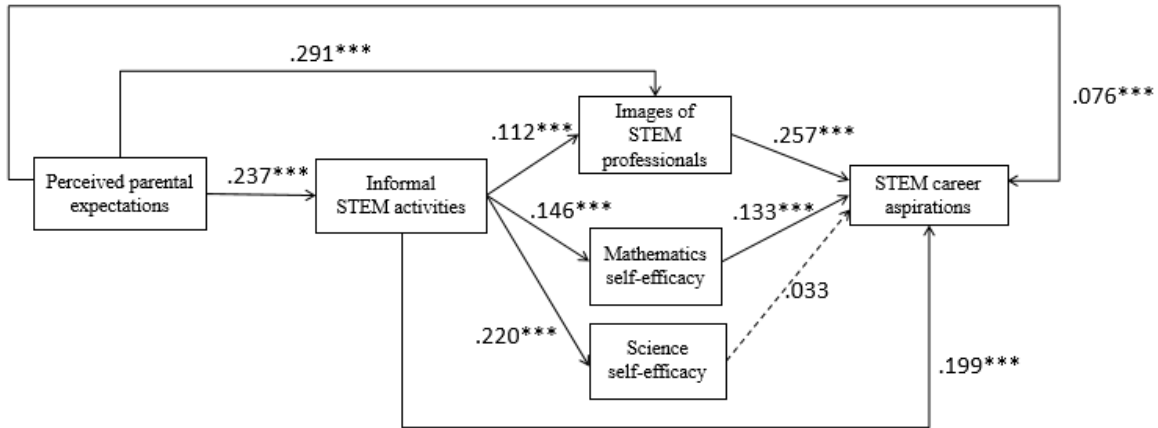 .291***
.076***
Images of
STEM
professionals
.112***
.257***
Perceived parental
expectations
.237***
Informal
STEM activities
STEM career
aspirations
.146***
.133***
Mathematics
self-efficacy
.033
.220***
Science
self-efficacy
.199***